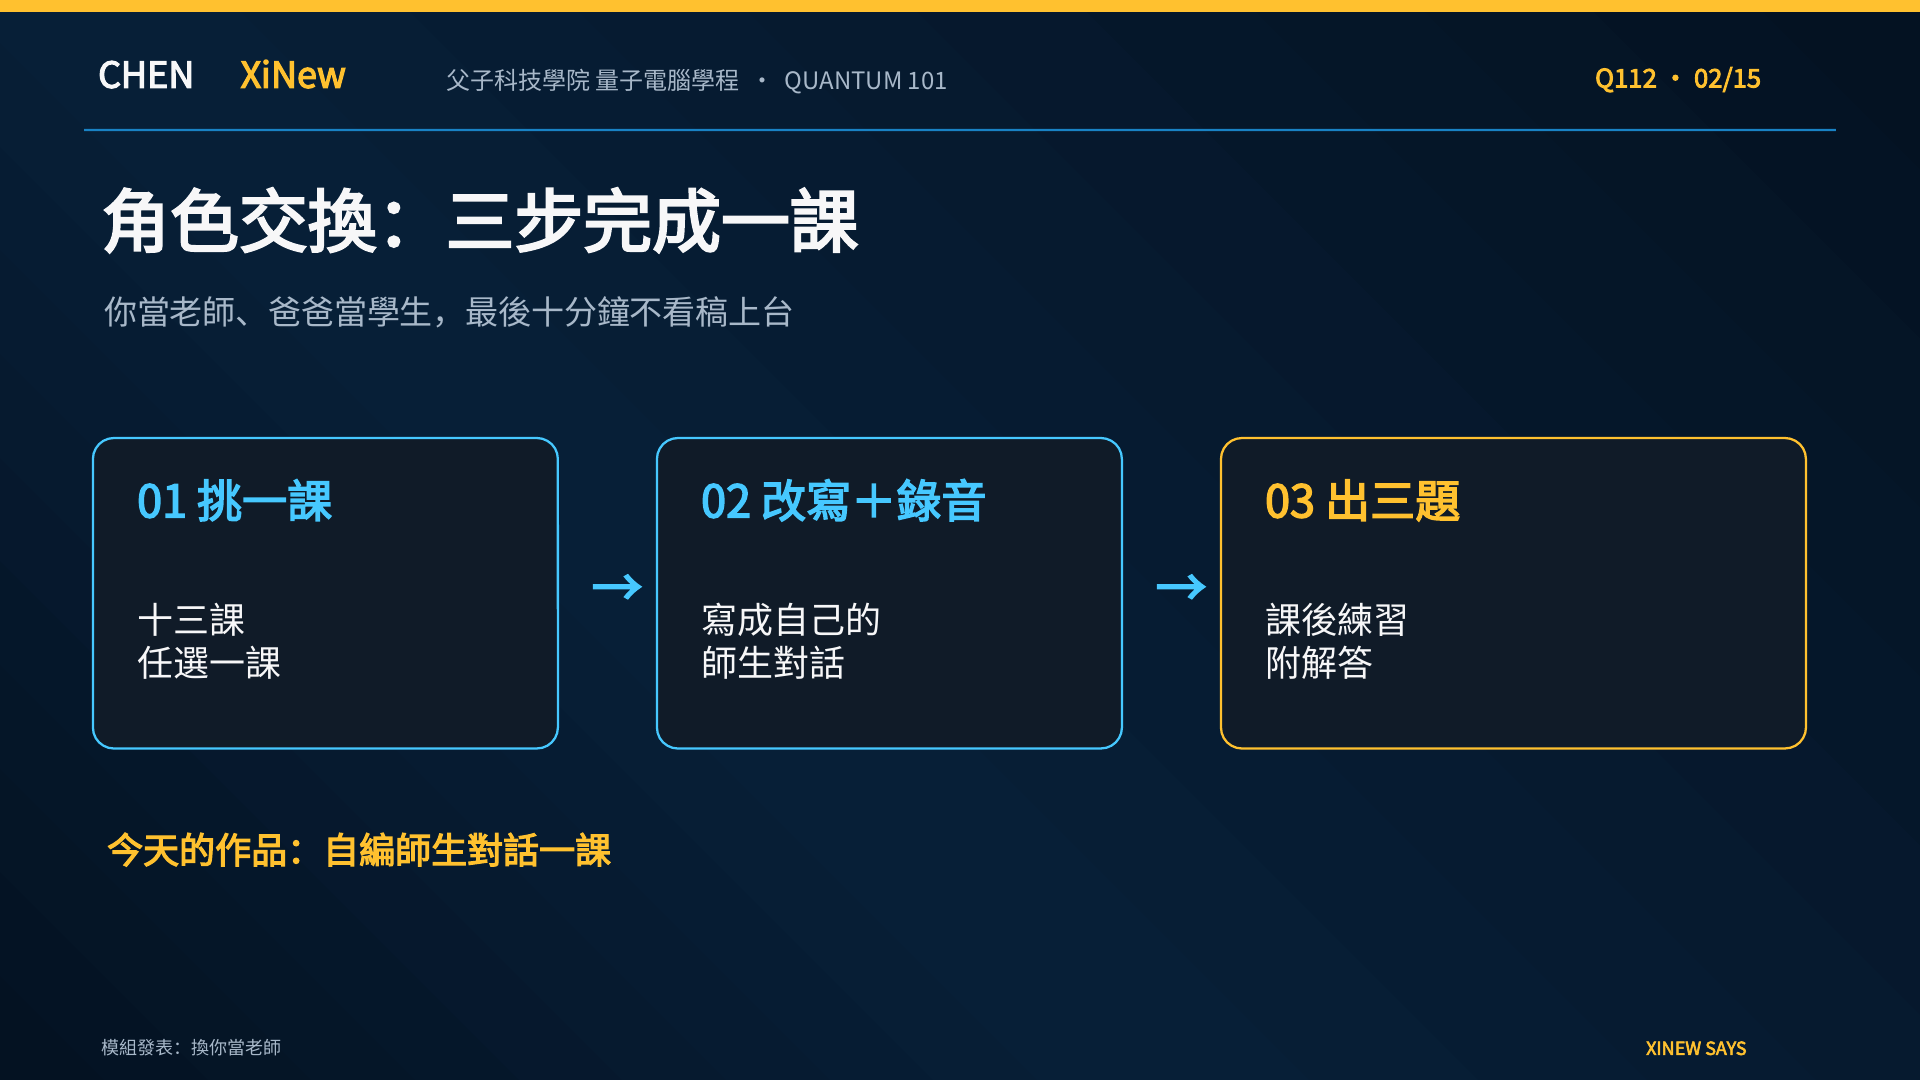 CHEN XiNew 父子科技學院 量子電腦學程 · QUANTUM 101 Q112 · 02/15
角色交換：三步完成一課
你當老師、爸爸當學生，最後十分鐘不看稿上台
01 挑一課
十三課
任選一課
→
02 改寫＋錄音
寫成自己的
師生對話
→
03 出三題
課後練習
附解答
今天的作品：自編師生對話一課
模組發表：換你當老師 XINEW SAYS